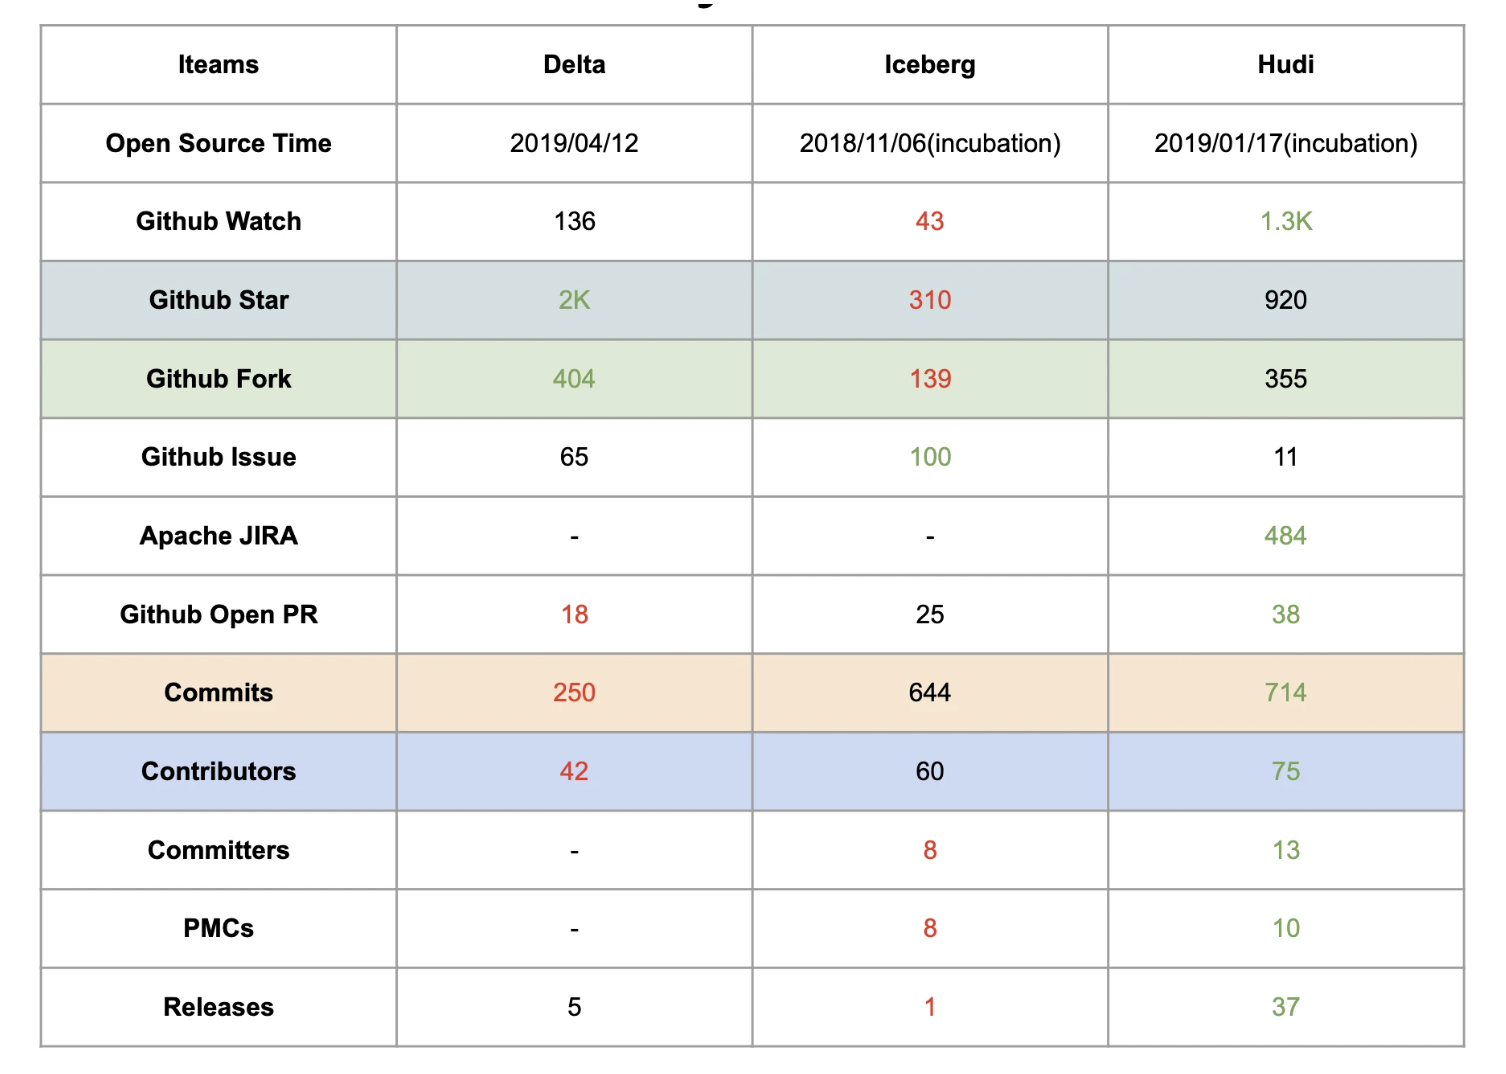 Iteams Delta Iceberg Hudi
Open Source Time 2019/04/12 2018/11/06(incubation) 2019/01/17(incubation)
Github Watch 136 43 1.3K
Github Star 2K 310 920
Github Fork 404 139 355
Github Issue 65 100 11
Apache JIRA - - 484
Github Open PR 18 25 38
Commits 250 644 714
Contributors 42 60 75
Committers - 8 13
PMCs - 8 10
Releases 5 1 37